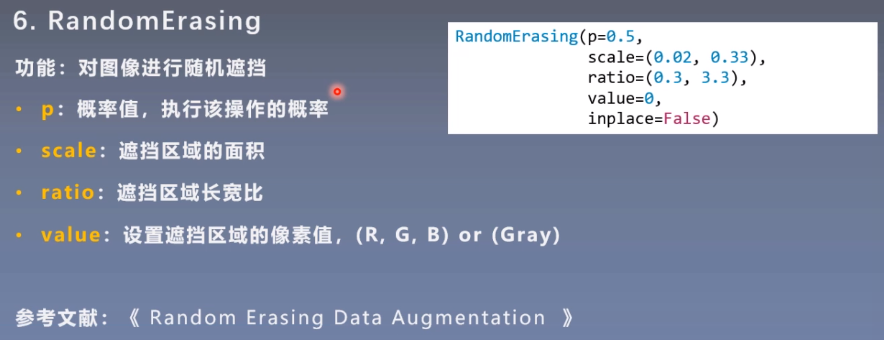 6. RandomErasing
功能：对图像进行随机遮挡
• p：概率值，执行该操作的概率
• scale：遮挡区域的面积
• ratio：遮挡区域长宽比
• value：设置遮挡区域的像素值，(R, G, B) or (Gray)
参考文献：《 Random Erasing Data Augmentation 》
RandomErasing(p=0.5,
scale=(0.02, 0.33),
ratio=(0.3, 3.3),
value=0,
inplace=False)